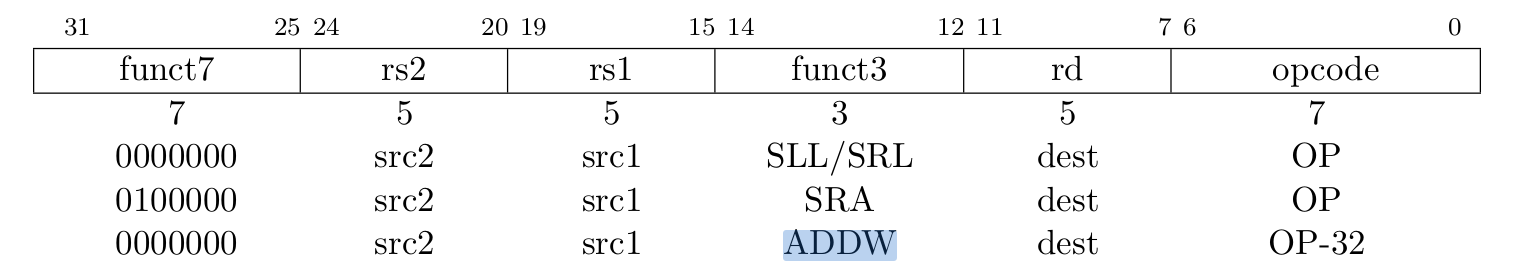 31 25 24 20 19 15 14 12 11 7 6 0
funct7 rs2 rs1 funct3 rd opcode
7 5 5 3 5 7
0000000 src2 src1 SLL/SRL dest OP
0100000 src2 src1 SRA dest OP
0000000 src2 src1 ADDW dest OP-32